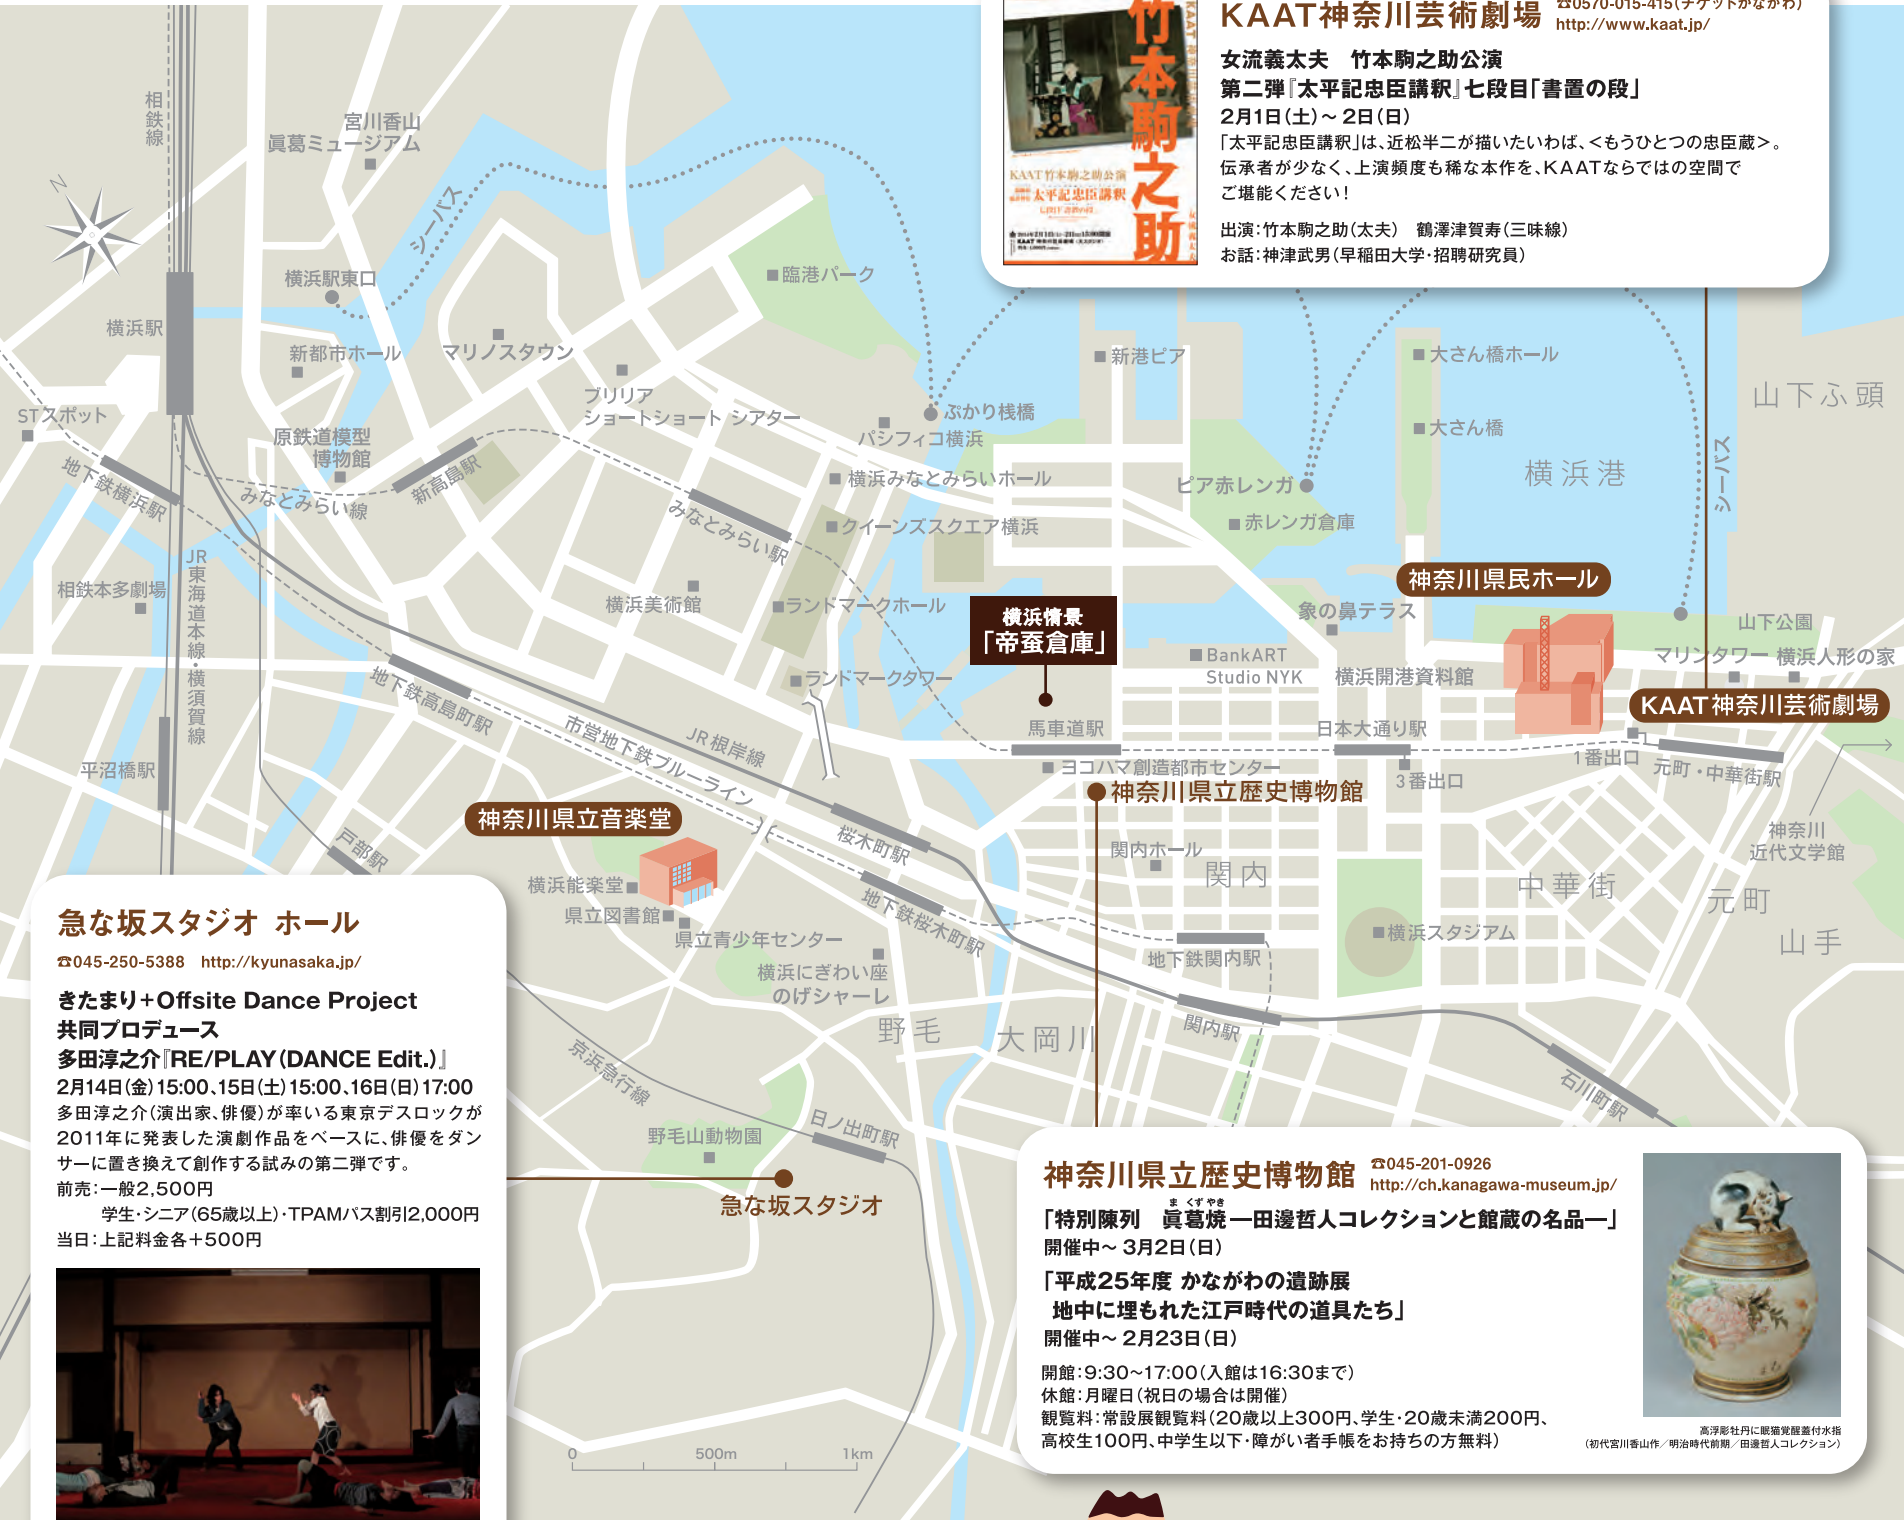 KAAT神奈川芸術劇場
☎0570-015-415（チケットかながわ）
http://www.kaat.jp/
女流義太夫　竹本駒之助公演
第二弾『太平記忠臣講釈』七段目「書置の段」
2月1日（土）～2日（日）
「太平記忠臣講釈」は、近松半二が描いたいわば、＜もうひとつの忠臣蔵＞。
伝承者が少なく、上演頻度も稀な本作を、KAATならではの空間で
ご堪能ください！
出演：竹本駒之助（太夫）　鶴澤津賀寿（三味線）
お話：神津武男（早稲田大学・招聘研究員）
竹本駒之助
KAAT竹本駒之助公演
太平記忠臣講釈
相鉄線
宮川香山
眞葛ミュージアム
N
シーバス
横浜駅東口
臨港パーク
横浜駅
新都市ホール
マリノスタウン
新港ピア
大さん橋ホール
山下ふ頭
ブリリア
ショートショート シアター
ぷかり桟橋
パシフィコ横浜
STスポット
原鉄道模型
博物館
大さん橋
地下鉄横浜駅
みなとみらい線
新高島駅
横浜みなとみらいホール
ピア赤レンガ
横浜港
シーバス
みなとみらい駅
クイーンズスクエア横浜
赤レンガ倉庫
JR東海道本線・横須賀線
相鉄本多劇場
横浜美術館
ランドマークホール
横浜情景
「帝蚕倉庫」
神奈川県民ホール
象の鼻テラス
山下公園
BankART
Studio NYK
横浜開港資料館
マリンタワー
横浜人形の家
ランドマークタワー
地下鉄高島町駅
KAAT神奈川芸術劇場
市営地下鉄ブルーライン
JR根岸線
馬車道駅
日本大通り駅
平沼橋駅
ヨコハマ創造都市センター
3番出口
1番出口
元町・中華街駅
神奈川県立歴史博物館
神奈川県立音楽堂
戸部駅
桜木町駅
関内ホール
関内
神奈川
近代文学館
横浜能楽堂
中華街
元町
県立図書館
地下鉄桜木町駅
県立青少年センター
横浜スタジアム
山手
地下鉄関内駅
横浜にぎわい座
のげシャーレ
野毛
大岡川
関内駅
京浜急行線
石川町駅
野毛山動物園
日ノ出町駅
急な坂スタジオ
急な坂スタジオ ホール
☎045-250-5388　http://kyunasaka.jp/
きたまり＋Offsite Dance Project
共同プロデュース
多田淳之介『RE/PLAY（DANCE Edit.）』
2月14日（金）15:00、15日（土）15:00、16日（日）17:00
多田淳之介（演出家、俳優）が率いる東京デスロックが
2011年に発表した演劇作品をベースに、俳優をダン
サーに置き換えて創作する試みの第二弾です。
前売：一般2,500円
学生・シニア（65歳以上）・TPAMパス割引2,000円
当日：上記料金各＋500円
0
500m
1km
神奈川県立歴史博物館
☎045-201-0926
http://ch.kanagawa-museum.jp/
ま くず やき
「特別陳列　眞葛焼―田邊哲人コレクションと館蔵の名品―」
開催中～3月2日（日）
「平成25年度 かながわの遺跡展
地中に埋もれた江戸時代の道具たち」
開催中～2月23日（日）
開館：9:30～17:00（入館は16:30まで）
休館：月曜日（祝日の場合は開催）
観覧料：常設展観覧料（20歳以上300円、学生・20歳未満200円、
高校生100円、中学生以下・障がい者手帳をお持ちの方無料）
高浮彫牡丹に眠猫覚醒蓋付水指
（初代宮川香山作／明治時代前期／田邊哲人コレクション）